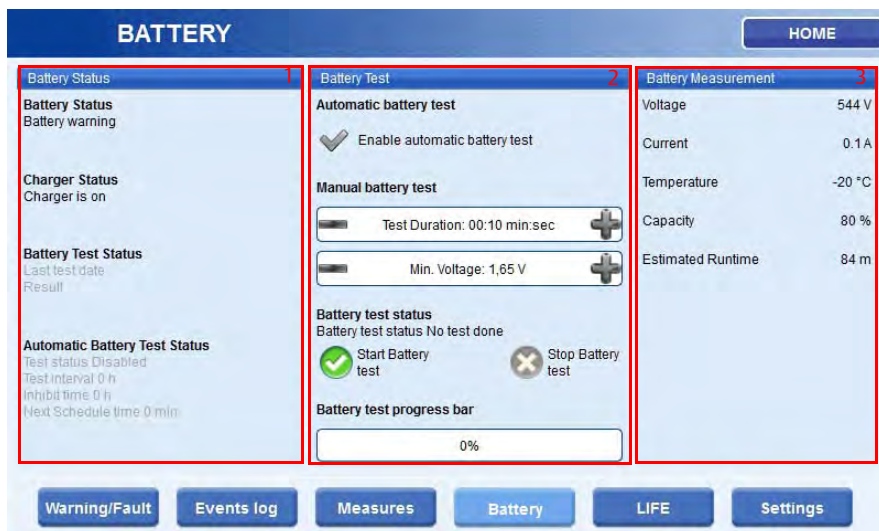 BATTERY
HOME
Battery Status 1
Battery Status
Battery warning
Charger Status
Charger is on
Battery Test Status
Last test date
Result
Automatic Battery Test Status
Test status Disabled
Test interval 0 h
Inhibit time 0 h
Next Schedule time 0 min
Battery Test 2
Automatic battery test
Enable automatic battery test
Manual battery test
Test Duration: 00:10 min:sec
Min. Voltage: 1,65 V
Battery test status
Battery test status No test done
Start Battery
test
Stop Battery
test
Battery test progress bar
0%
Battery Measurement 3
Voltage 544 V
Current 0.1 A
Temperature -20 °C
Capacity 80 %
Estimated Runtime 84 m
Warning/Fault
Events log
Measures
Battery
LIFE
Settings